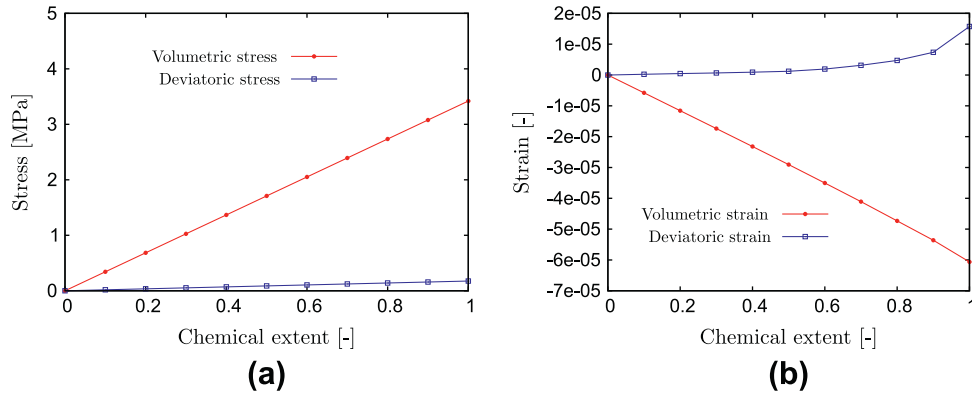 5
4
3
2
1
0
Stress [MPa]
Volumetric stress
Deviatoric stress
0 0.2 0.4 0.6 0.8 1
Chemical extent [-]
(a)
2e-05
1e-05
0
-1e-05
-2e-05
-3e-05
-4e-05
-5e-05
-6e-05
-7e-05
Strain [-]
Volumetric strain
Deviatoric strain
0 0.2 0.4 0.6 0.8 1
Chemical extent [-]
(b)